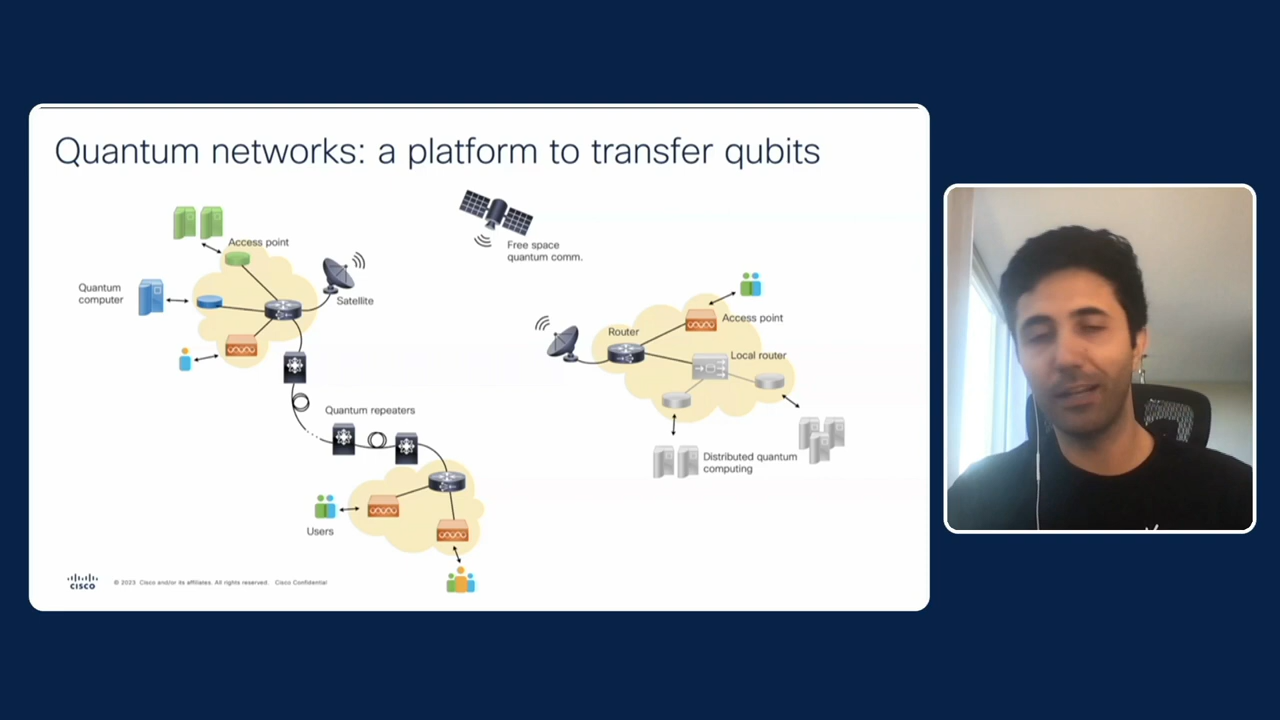 Quantum networks: a platform to transfer qubits
Access point
Quantum
computer
Satellite
Free space
quantum comm.
Router
Access point
Local router
Quantum repeaters
Distributed quantum
computing
Users
CISCO
© 2023 Cisco and/or its affiliates. All rights reserved. Cisco Confidential